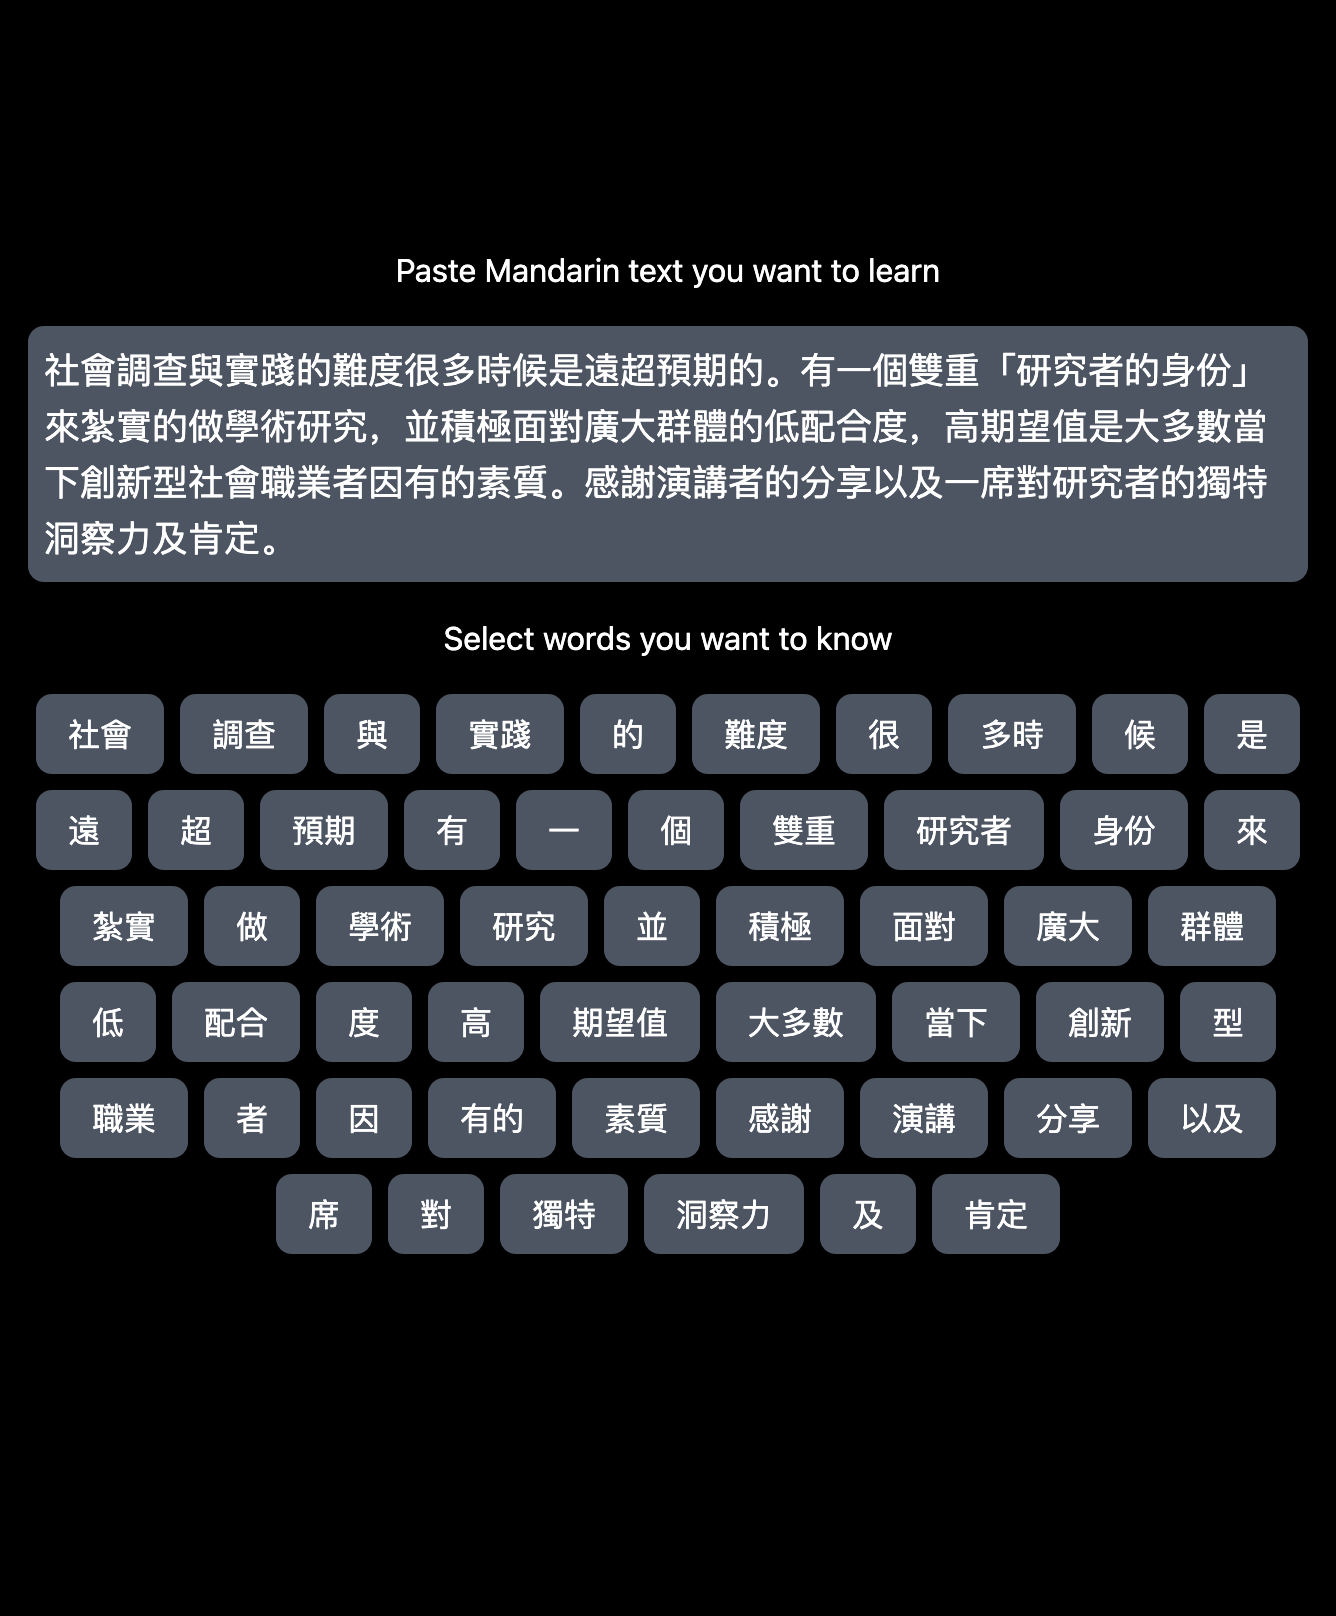 Paste Mandarin text you want to learn
社會調查與實踐的難度很多時候是遠超預期的。有一個雙重「研究者的身份」
來紮實的做學術研究，並積極面對廣大群體的低配合度，高期望值是大多數當
下創新型社會職業者因有的素質。感謝演講者的分享以及一席對研究者的獨特
洞察力及肯定。
Select words you want to know
社會 調查 與 實踐 的 難度 很 多時 候 是
遠 超 預期 有 一 個 雙重 研究者 身份 來
紮實 做 學術 研究 並 積極 面對 廣大 群體
低 配合 度 高 期望值 大多數 當下 創新 型
職業 者 因 有的 素質 感謝 演講 分享 以及
席 對 獨特 洞察力 及 肯定